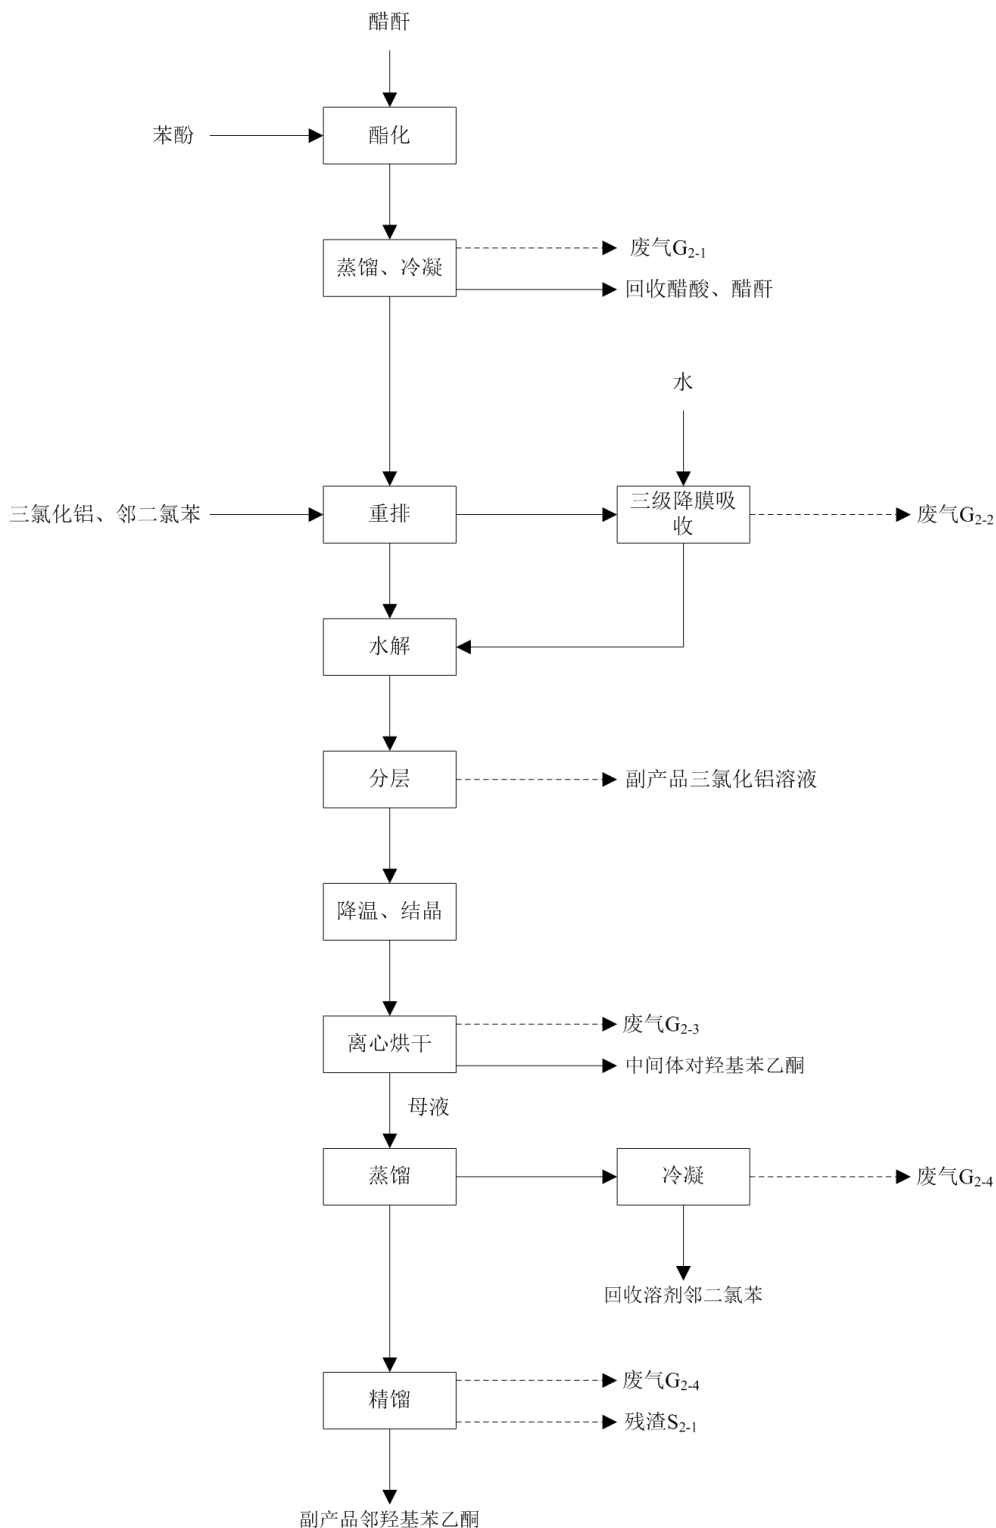 醋酐
苯酚
酯化
蒸馏、冷凝
废气G2-1
回收醋酸、醋酐
水
三氯化铝、邻二氯苯
重排
三级降膜吸
收
废气G2-2
水解
分层
副产品三氯化铝溶液
降温、结晶
离心烘干
废气G2-3
中间体对羟基苯乙酮
母液
蒸馏
冷凝
废气G2-4
回收溶剂邻二氯苯
精馏
废气G2-4
残渣S2-1
副产品邻羟基苯乙酮